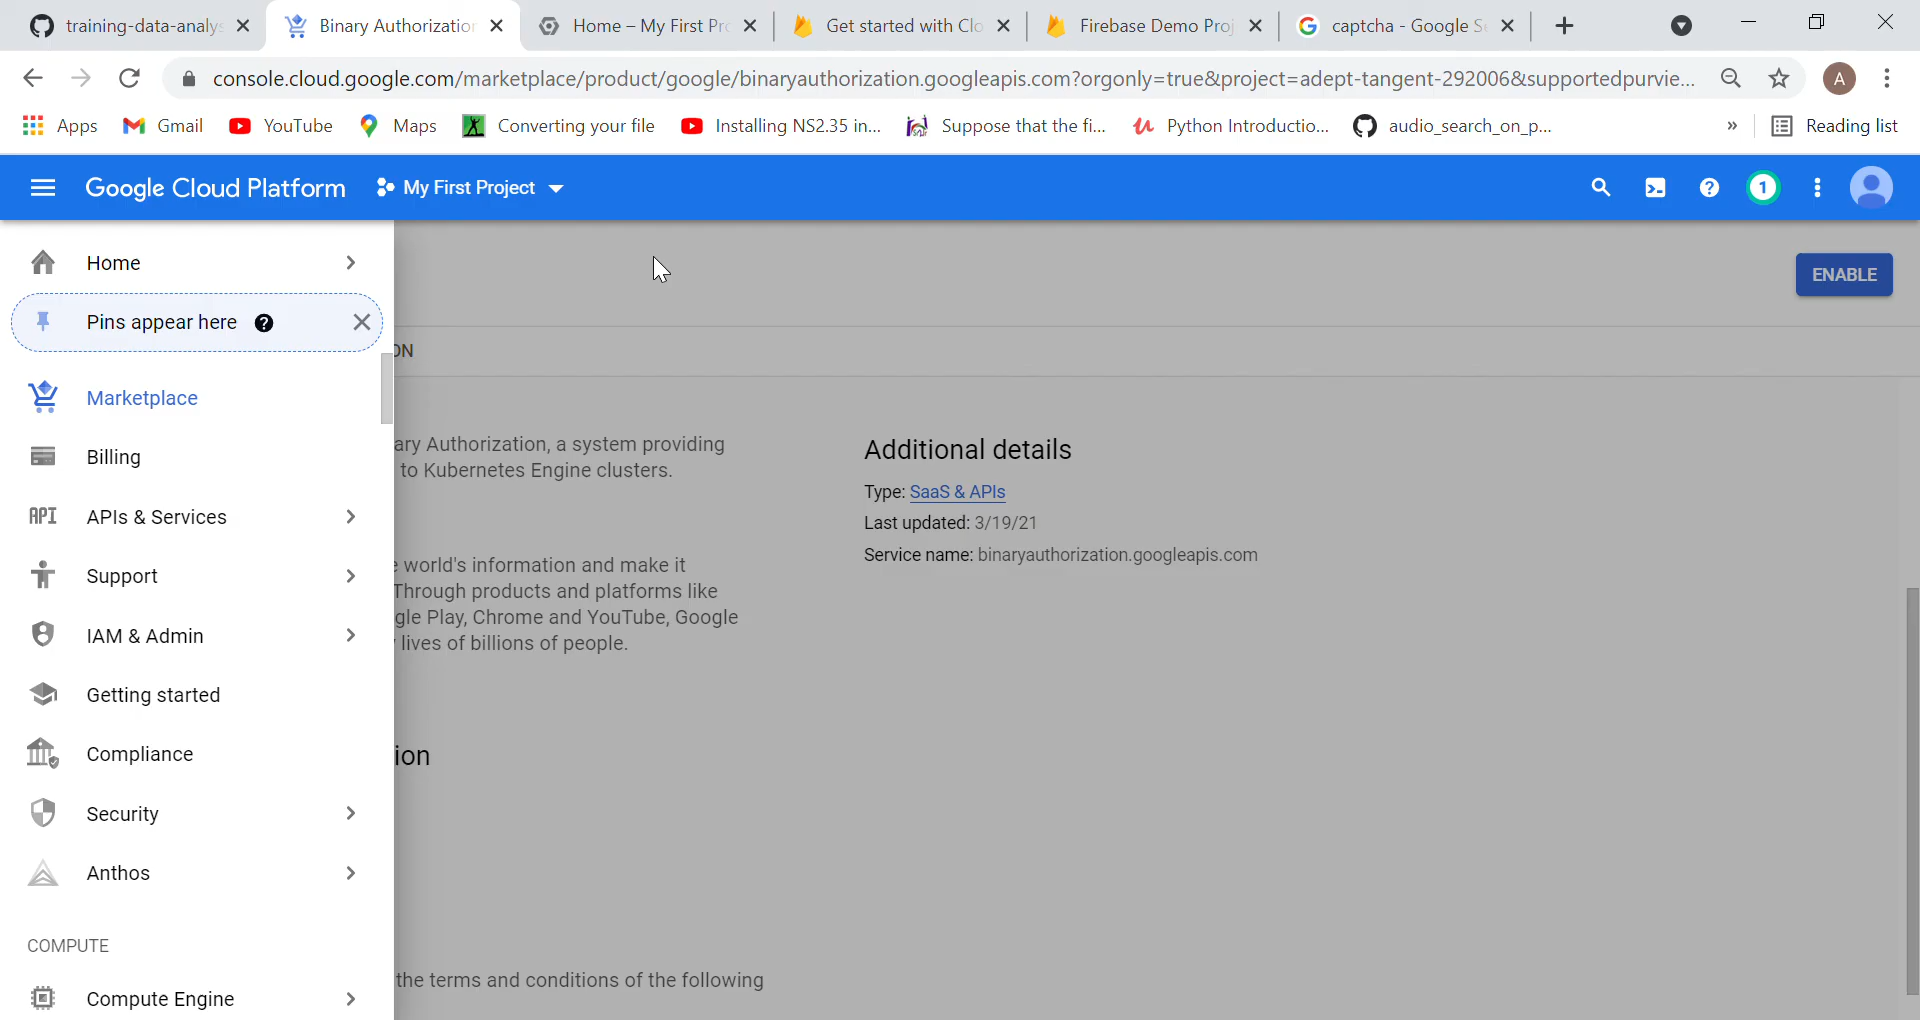 training-data-analys
Binary Authorization
Home – My First Pro
Get started with Clo
Firebase Demo Proj
captcha - Google Se
console.cloud.google.com/marketplace/product/google/binaryauthorization.googleapis.com?orgonly=true&project=adept-tangent-292006&supportedpurvie...
A
Apps
Gmail
YouTube
Maps
Converting your file
Installing NS2.35 in...
Suppose that the fi...
Python Introductio...
audio_search_on_p...
»
Reading list
Google Cloud Platform
My First Project
1
Home
Pins appear here
Marketplace
Billing
API
APIs & Services
Support
IAM & Admin
Getting started
Compliance
Security
Anthos
COMPUTE
Compute Engine
ENABLE
ON
ary Authorization, a system providing
to Kubernetes Engine clusters.
world's information and make it
Through products and platforms like
gle Play, Chrome and YouTube, Google
lives of billions of people.
ion
the terms and conditions of the following
Additional details
Type: SaaS & APIs
Last updated: 3/19/21
Service name: binaryauthorization.googleapis.com